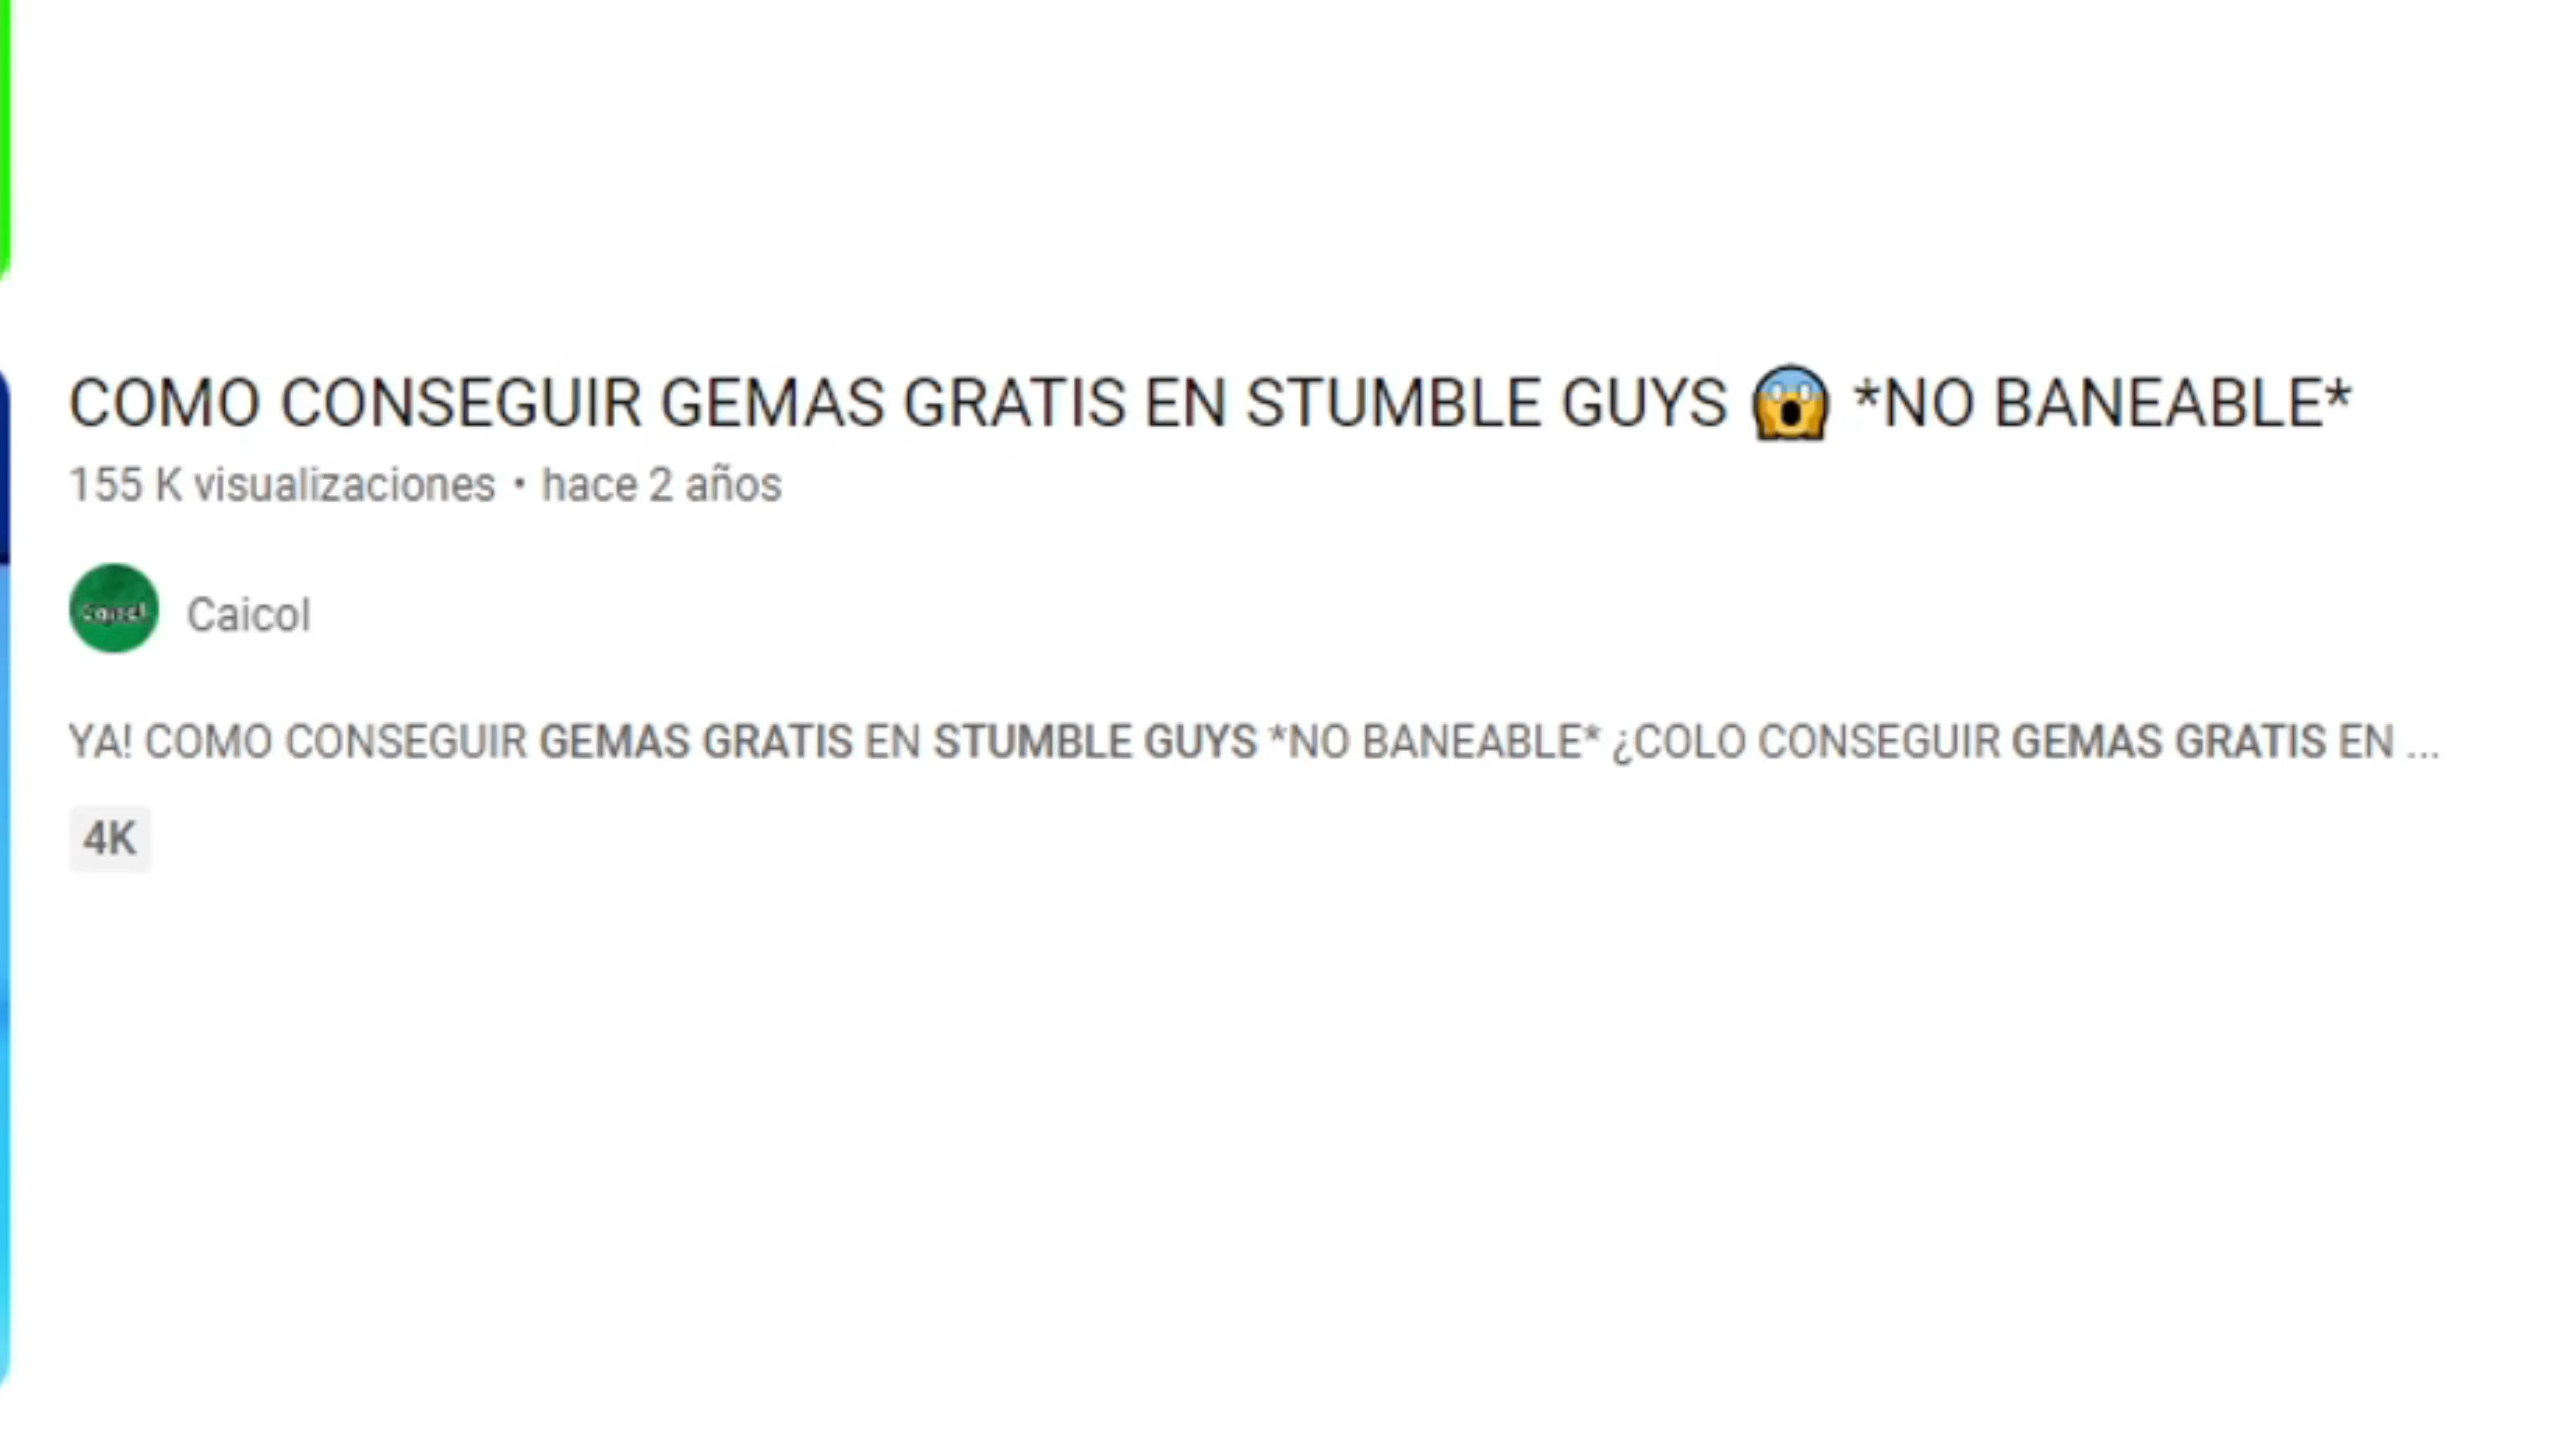 COMO CONSEGUIR GEMAS GRATIS EN STUMBLE GUYS 😱 *NO BANEABLE*
155 K visualizaciones • hace 2 años
Caicol
YA! COMO CONSEGUIR GEMAS GRATIS EN STUMBLE GUYS *NO BANEABLE* ¿COLO CONSEGUIR GEMAS GRATIS EN ...
4K